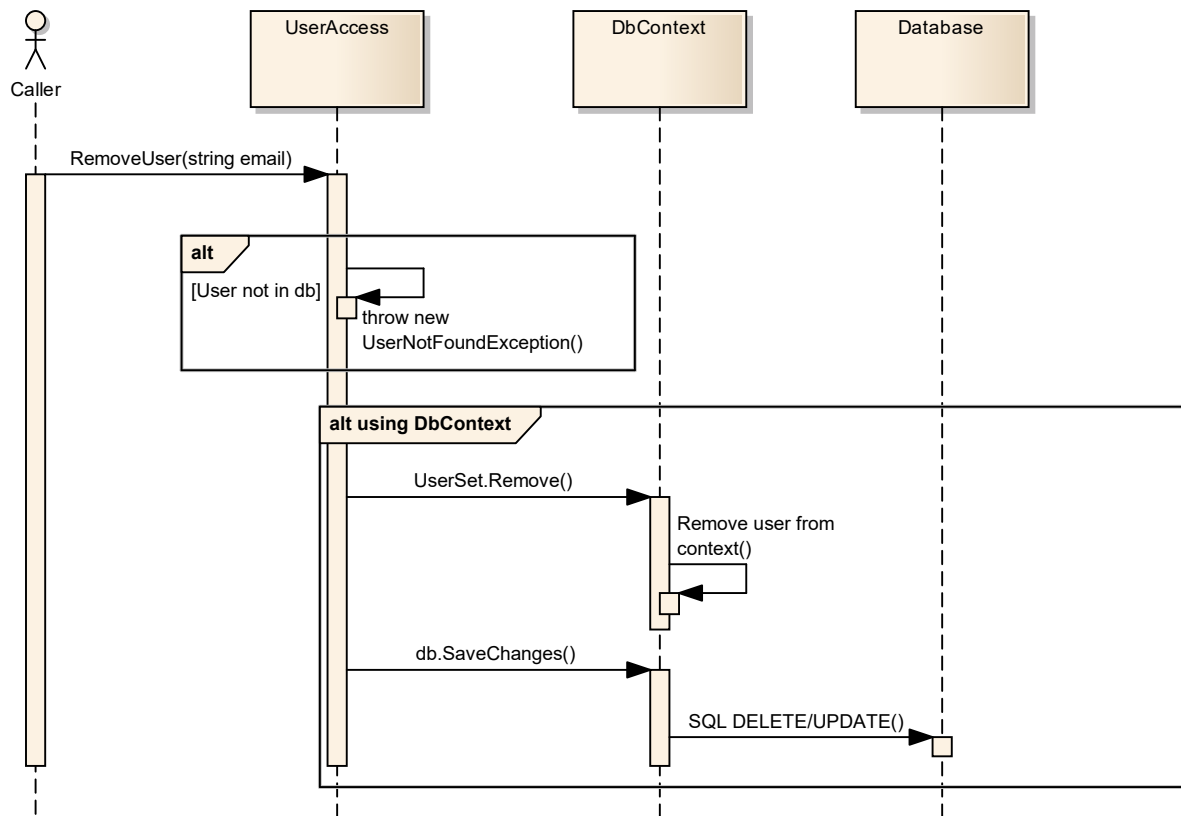 UserAccess
DbContext
Database
Caller
RemoveUser(string email)
alt
[User not in db]
throw new
UserNotFoundException()
alt using DbContext
UserSet.Remove()
Remove user from
context()
db.SaveChanges()
SQL DELETE/UPDATE()